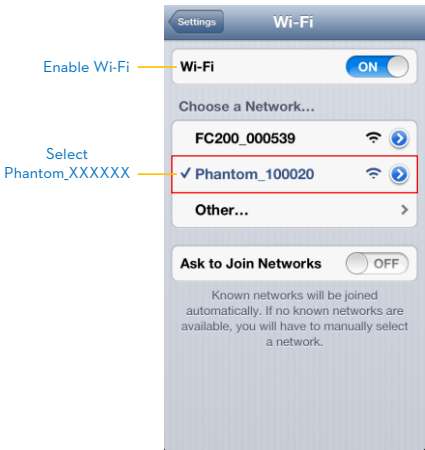 Settings
Wi-Fi
Enable Wi-Fi
Wi-Fi
ON
Choose a Network...
FC200_000539
Select
Phantom_XXXXXX
Phantom_100020
Other...
Ask to Join Networks
OFF
Known networks will be joined
automatically. If no known networks are
available, you will have to manually select
a network.